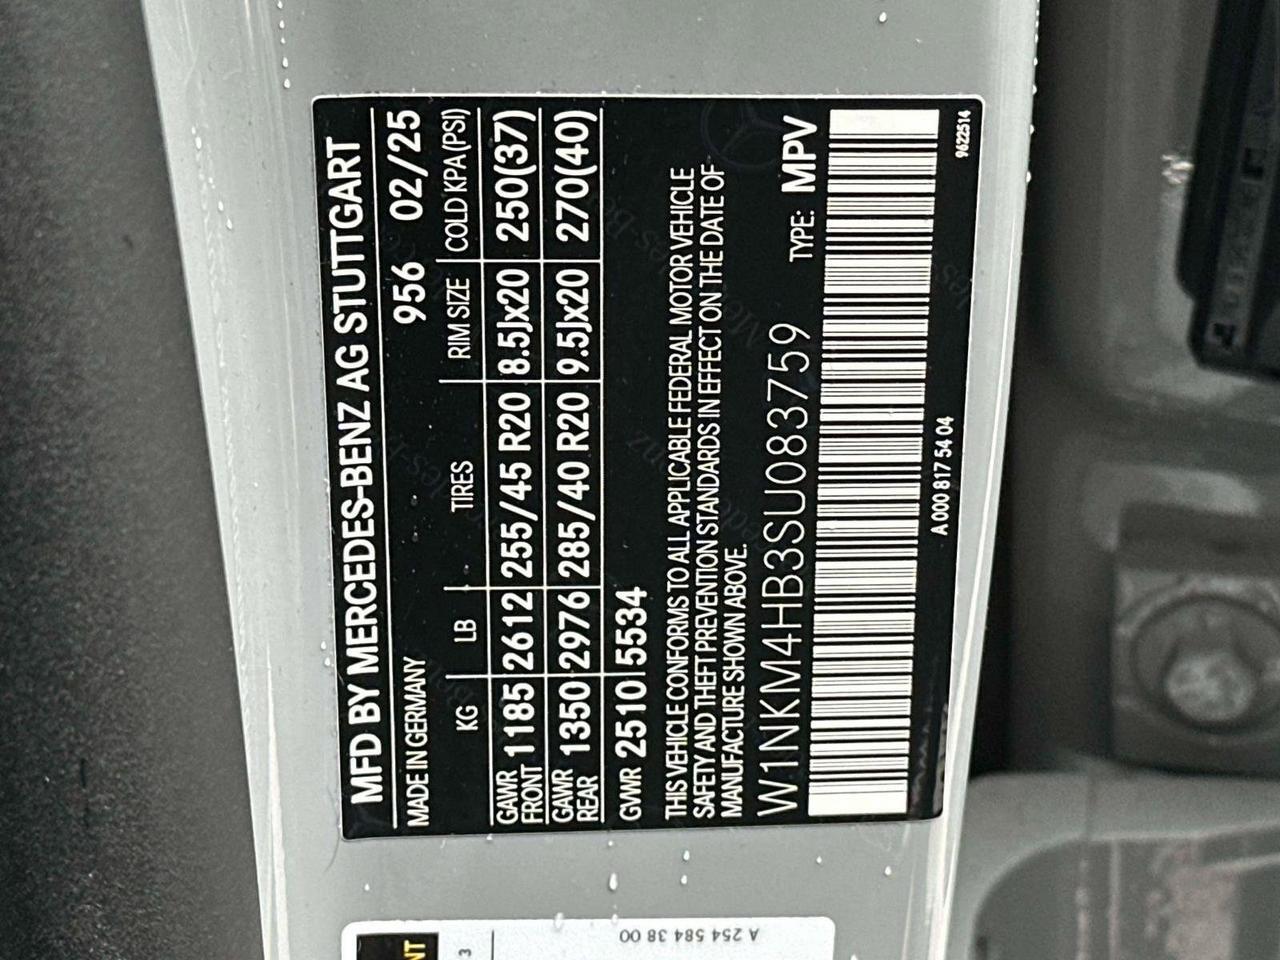 MFD BY MERCEDES-BENZ AG STUTTGART
MADE IN GERMANY 956 02/25
KG LB TIRES RIM SIZE COLD KPA(PSI)
GAWR FRONT 1185 2612 255/45 R20 8.5Jx20 250(37)
GAWR REAR 1350 2976 285/40 R20 9.5Jx20 270(40)
GVWR 2510 5534
THIS VEHICLE CONFORMS TO ALL APPLICABLE FEDERAL MOTOR VEHICLE
SAFETY AND THEFT PREVENTION STANDARDS IN EFFECT ON THE DATE OF
MANUFACTURE SHOWN ABOVE.
W1NKM4HB3SU083759 TYPE: MPV
A 000 817 54 04 9622514
A 254 584 38 00
NT
3